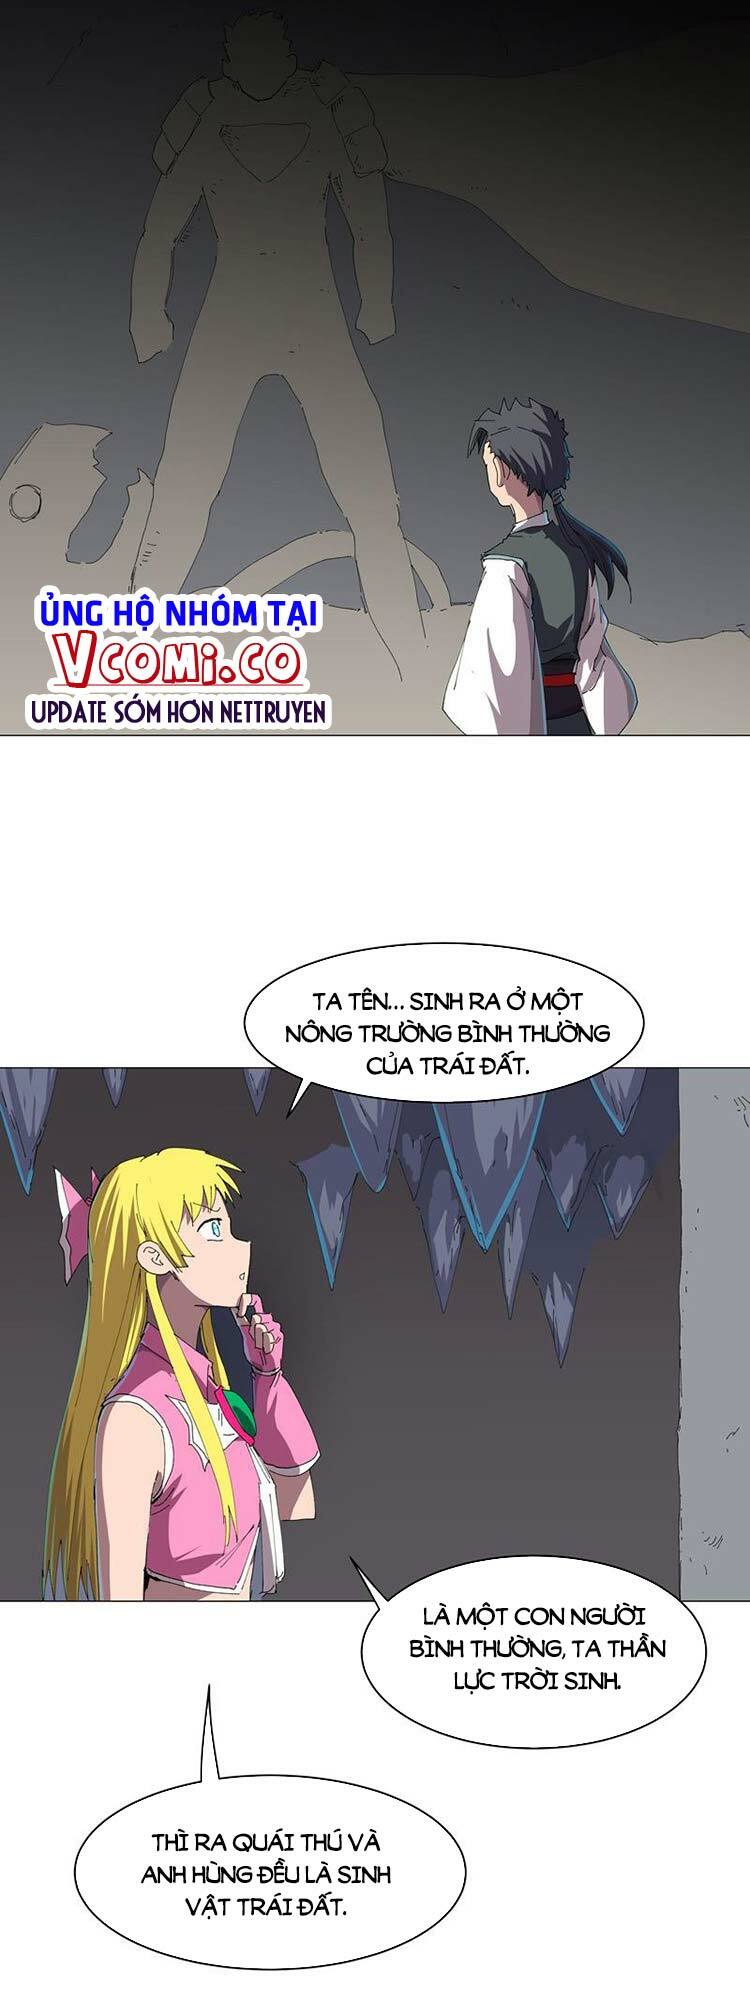 ỦNG HỘ NHÓM TẠI
VCOMI.CO
UPDATE SỚM HƠN NETTRUYEN
TA TÊN... SINH RA Ở MỘT
NÔNG TRƯỜNG BÌNH THƯỜNG
CỦA TRÁI ĐẤT.
LÀ MỘT CON NGƯỜI
BÌNH THƯỜNG, TA THẦN
LỰC TRỜI SINH.
THÌ RA QUÁI THÚ VÀ
ANH HÙNG ĐỀU LÀ SINH
VẬT TRÁI ĐẤT.